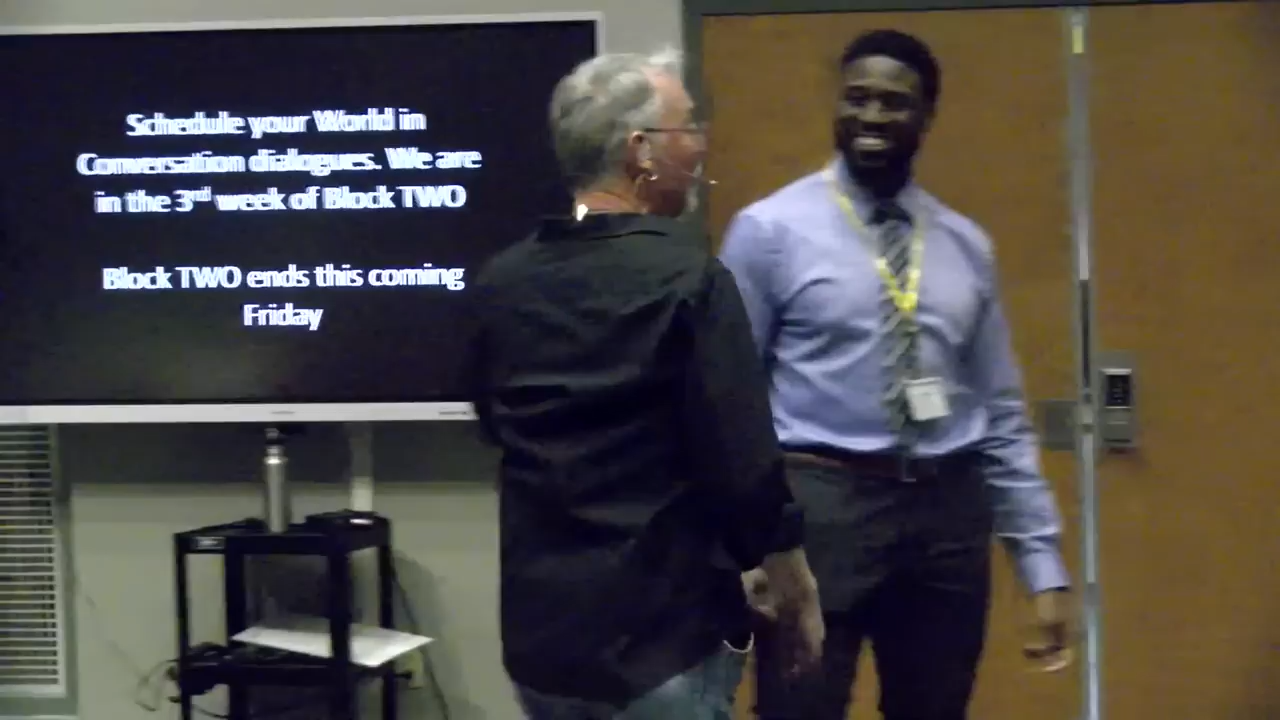 Schedule your World in
Conversation dialogues. We are
in the 3rd week of Block TWO
Block TWO ends this coming
Friday